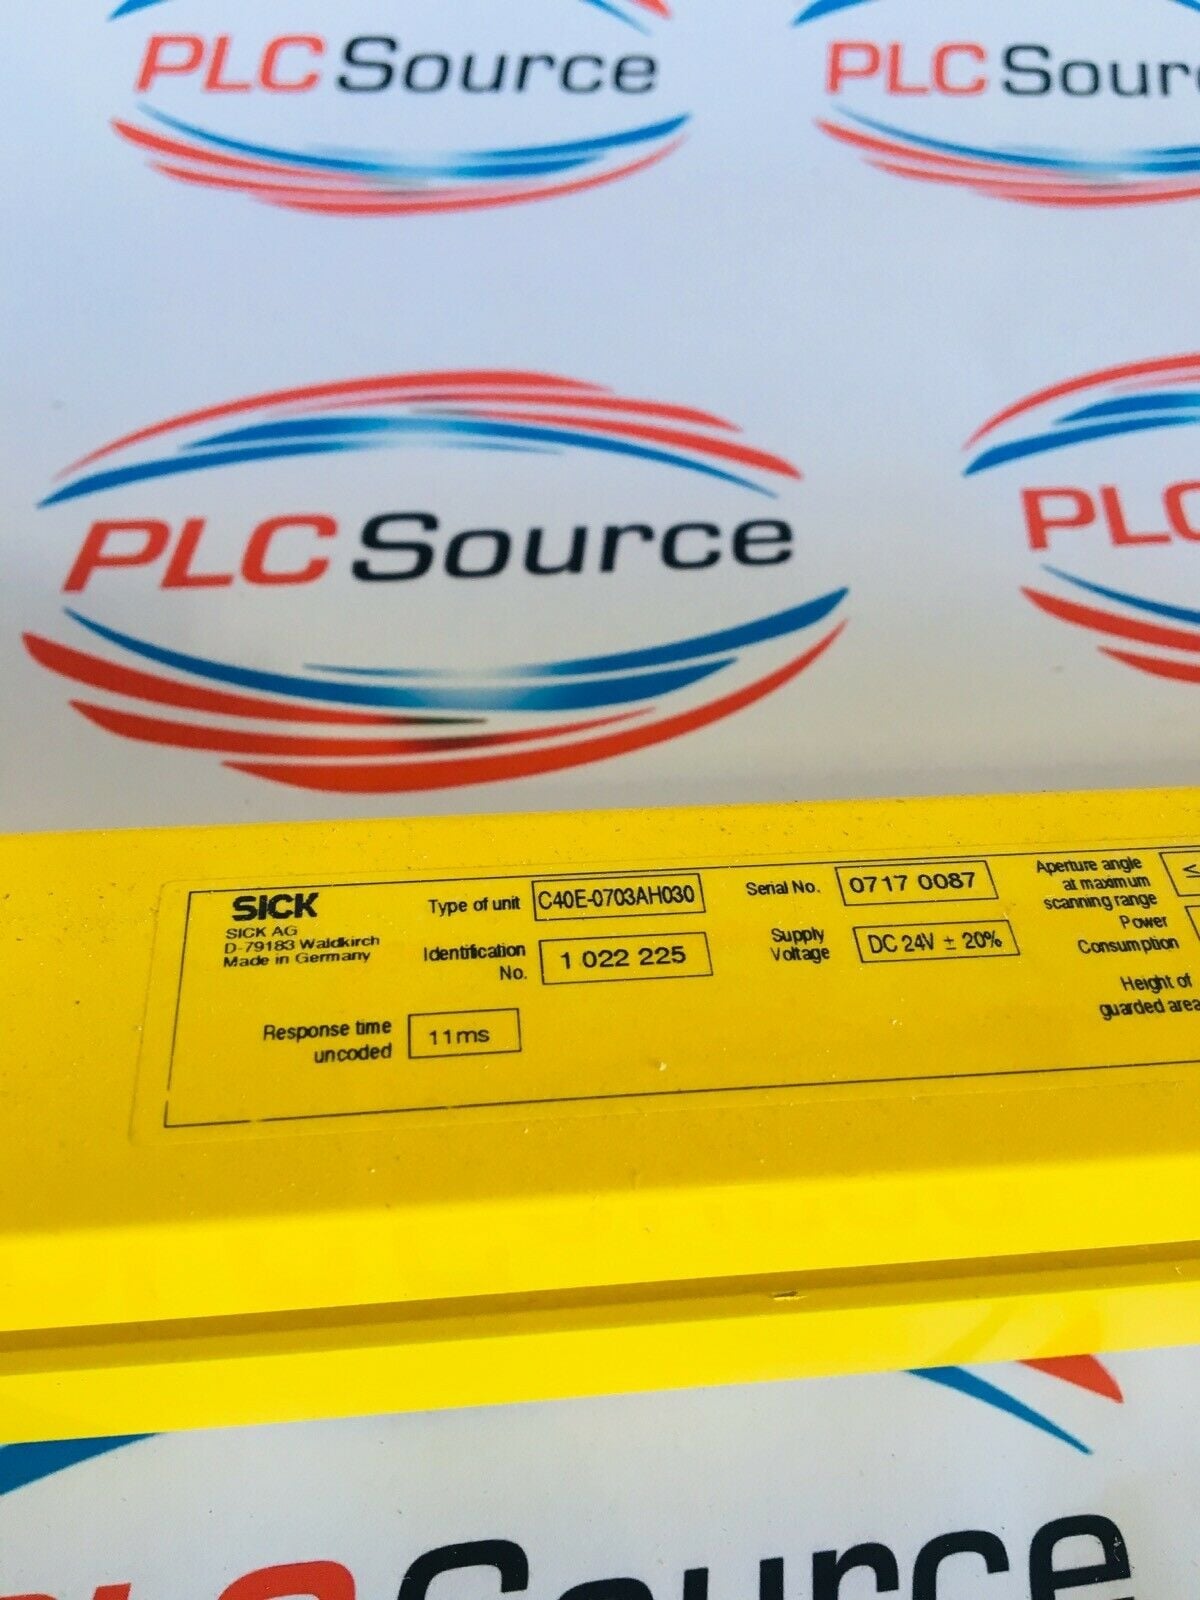 PLC Source
PLC Sour
PLC Source
PLC
SICK
SICK AG
D-79183 Waldkirch
Made in Germany
Type of unit C40E-0703AH030
Identification
No. 1 022 225
Response time
uncoded 11ms
Serial No. 0717 0087
Supply
Voltage DC 24V ± 20%
Aperture angle
at maximum
scanning range ≤
Power
Consumption
Height of
guarded area
PLC Source